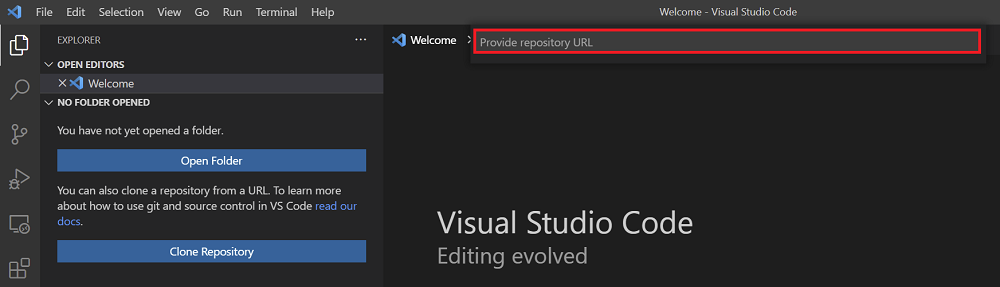 File Edit Selection View Go Run Terminal Help
Welcome - Visual Studio Code
EXPLORER
OPEN EDITORS
Welcome
NO FOLDER OPENED
You have not yet opened a folder.
Open Folder
You can also clone a repository from a URL. To learn more
about how to use git and source control in VS Code read our
docs.
Clone Repository
Welcome
Provide repository URL
Visual Studio Code
Editing evolved